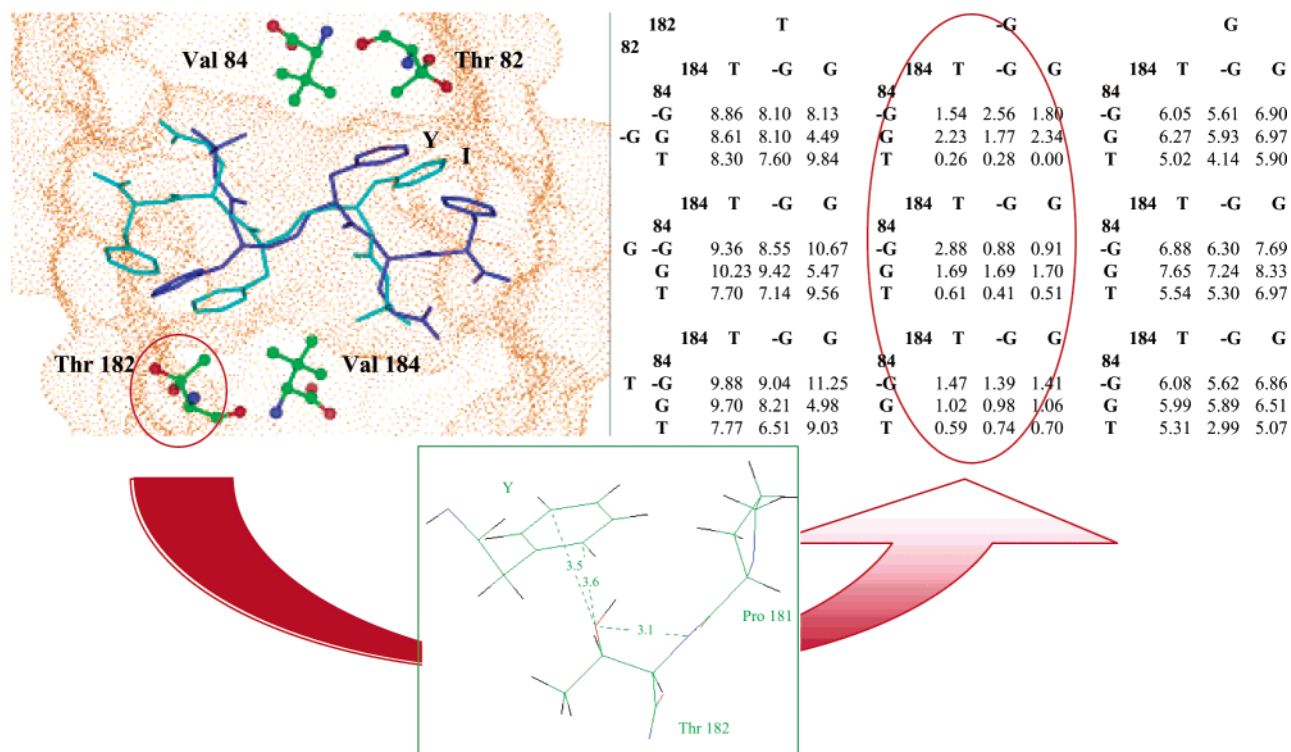 Val 84
Thr 82
Y
I
Thr 182
Val 184
182 T -G G
82
184 T -G G 184 T -G G 184 T -G G
84 84 84
-G 8.86 8.10 8.13 -G 1.54 2.56 1.80 -G 6.05 5.61 6.90
-G G 8.61 8.10 4.49 G 2.23 1.77 2.34 G 6.27 5.93 6.97
T 8.30 7.60 9.84 T 0.26 0.28 0.00 T 5.02 4.14 5.90
184 T -G G 184 T -G G 184 T -G G
84 84 84
G -G 9.36 8.55 10.67 -G 2.88 0.88 0.91 -G 6.88 6.30 7.69
G 10.23 9.42 5.47 G 1.69 1.69 1.70 G 7.65 7.24 8.33
T 7.70 7.14 9.56 T 0.61 0.41 0.51 T 5.54 5.30 6.97
184 T -G G 184 T -G G 184 T -G G
84 84 84
T -G 9.88 9.04 11.25 -G 1.47 1.39 1.41 -G 6.08 5.62 6.86
G 9.70 8.21 4.98 G 1.02 0.98 1.06 G 5.99 5.89 6.51
T 7.77 6.51 9.03 T 0.59 0.74 0.70 T 5.31 2.99 5.07
Y
3.5
3.6
3.1
Pro 181
Thr 182